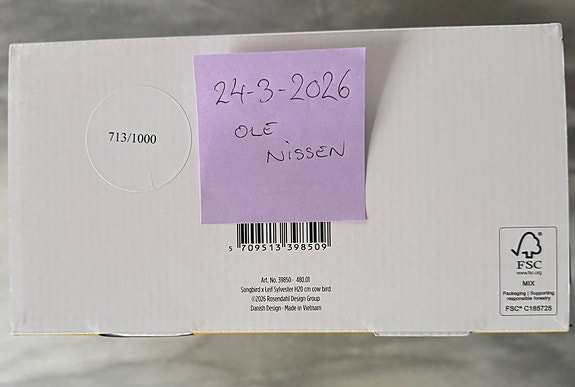 713/1000
24-3-2026
OLE
NISSEN
5 709513 398509
Art. No. 39850 · 480.01
Songbird x Leif Sylvester H20 cm cow bird
©2026 Rosendahl Design Group
Danish Design · Made in Vietnam
FSC
www.fsc.org
MIX
Packaging | Supporting
responsible forestry
FSC® C185725